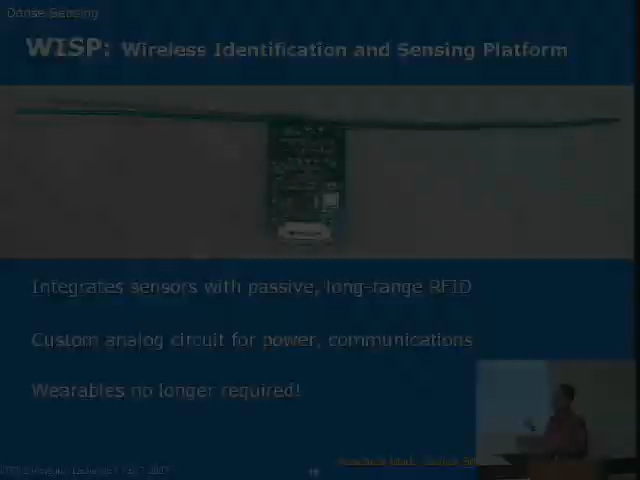 Dense Sensing
WISP: Wireless Identification and Sensing Platform
Integrates sensors with passive, long-range RFID
Custom analog circuit for power, communications
Wearables no longer required!